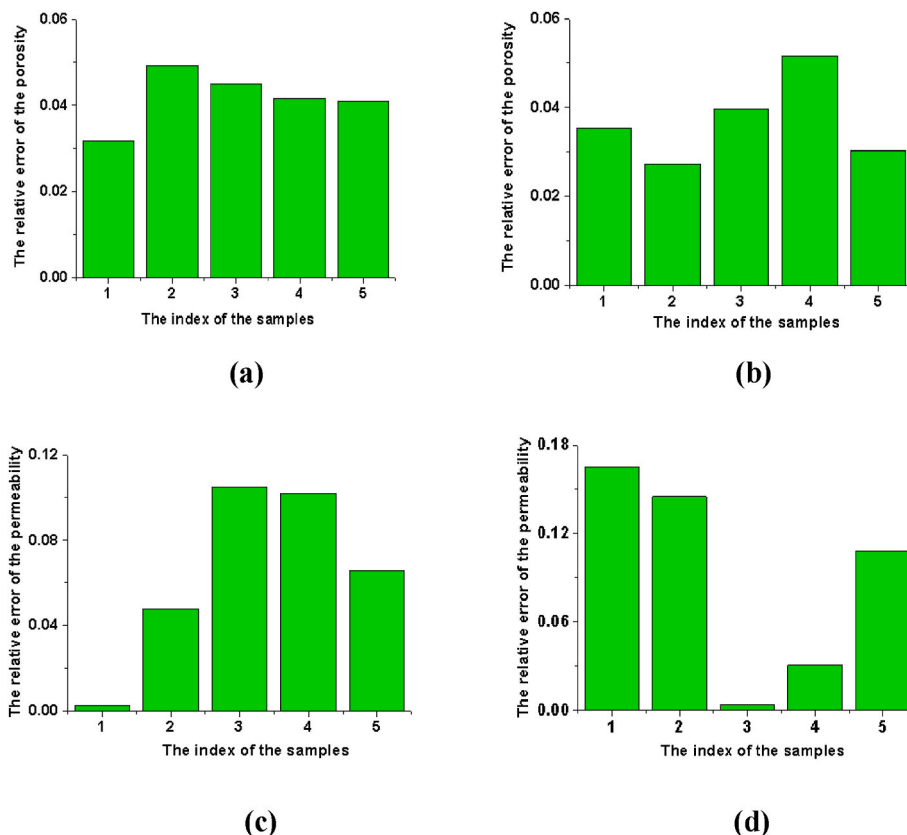 The relative error of the porosity
0.06
0.04
0.02
0.00
1 2 3 4 5
The index of the samples
(a)
The relative error of the porosity
0.06
0.04
0.02
0.00
1 2 3 4 5
The index of the samples
(b)
The relative error of the permeability
0.12
0.08
0.04
0.00
1 2 3 4 5
The index of the samples
(c)
The relative error of the permeability
0.18
0.12
0.06
0.00
1 2 3 4 5
The index of the samples
(d)